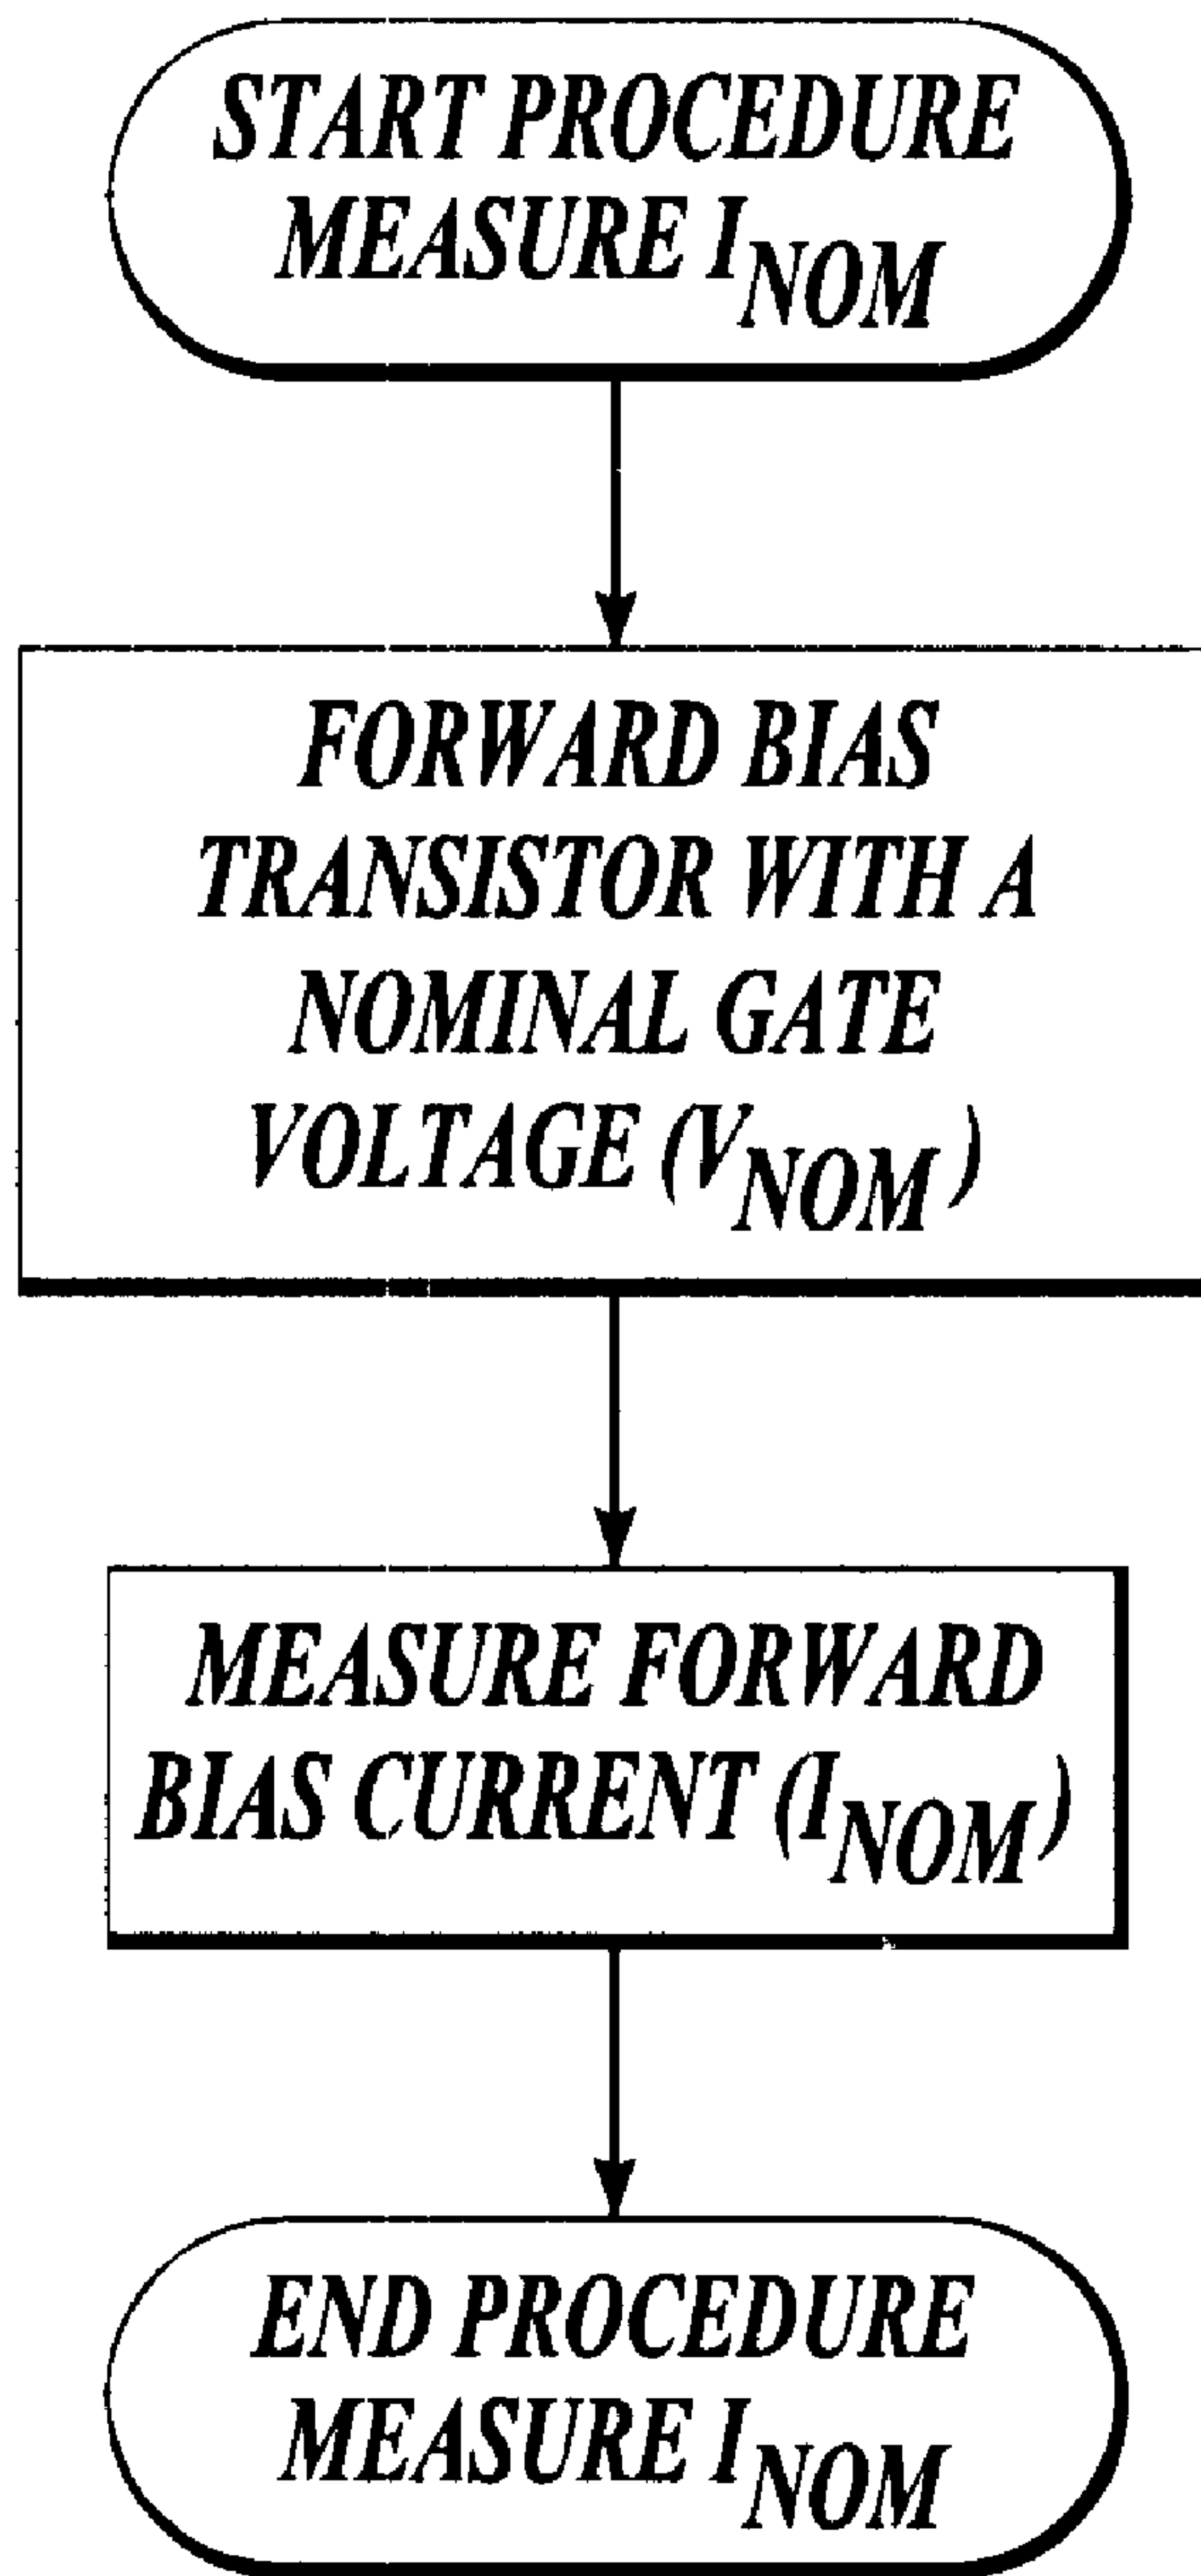 START PROCEDURE
MEASURE I_NOM
FORWARD BIAS
TRANSISTOR WITH A
NOMINAL GATE
VOLTAGE (V_NOM)
MEASURE FORWARD
BIAS CURRENT (I_NOM)
END PROCEDURE
MEASURE I_NOM